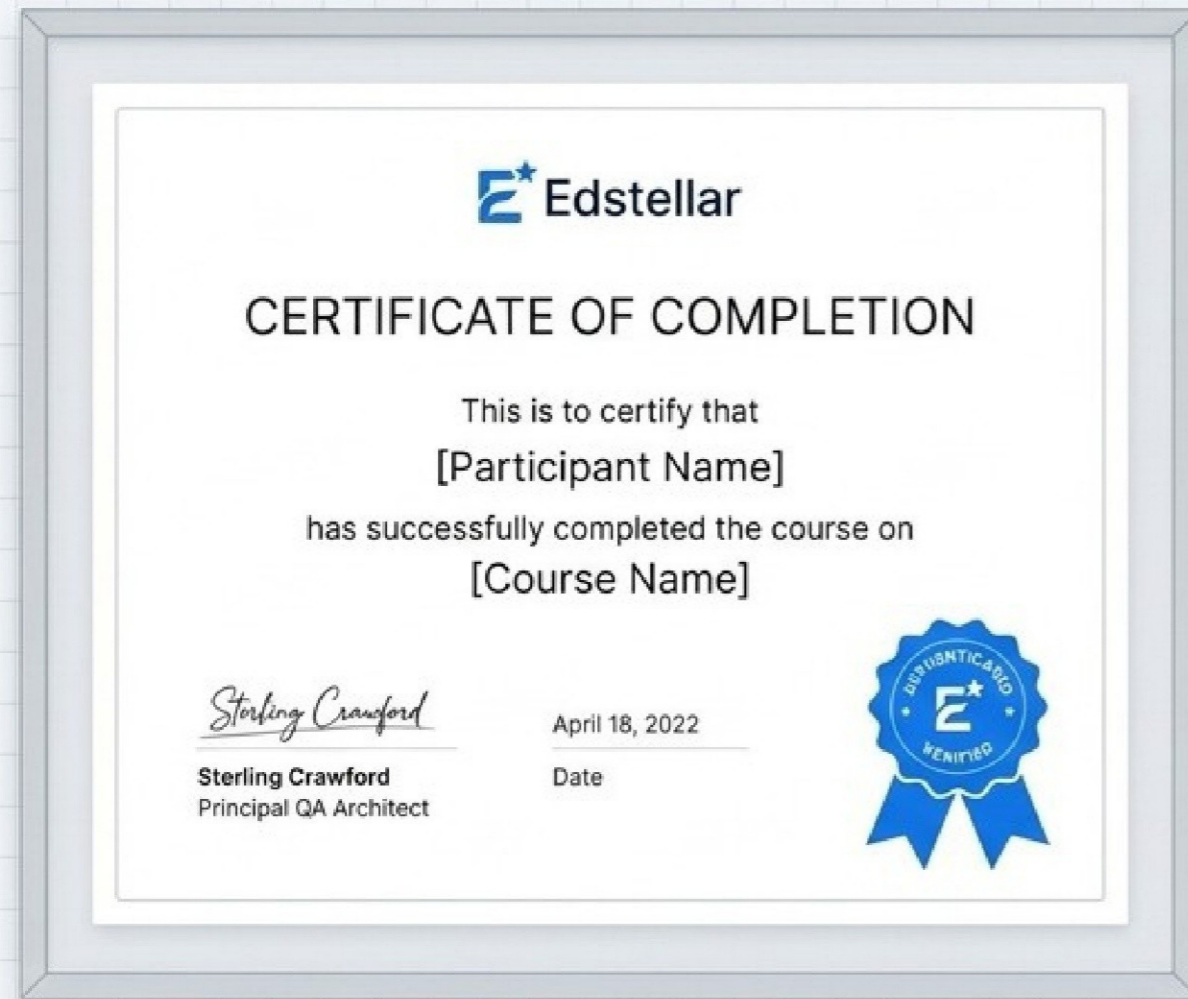 Edstellar
CERTIFICATE OF COMPLETION
This is to certify that
[Participant Name]
has successfully completed the course on
[Course Name]
Sterling Crawford
April 18, 2022
Sterling Crawford
Date
Principal QA Architect